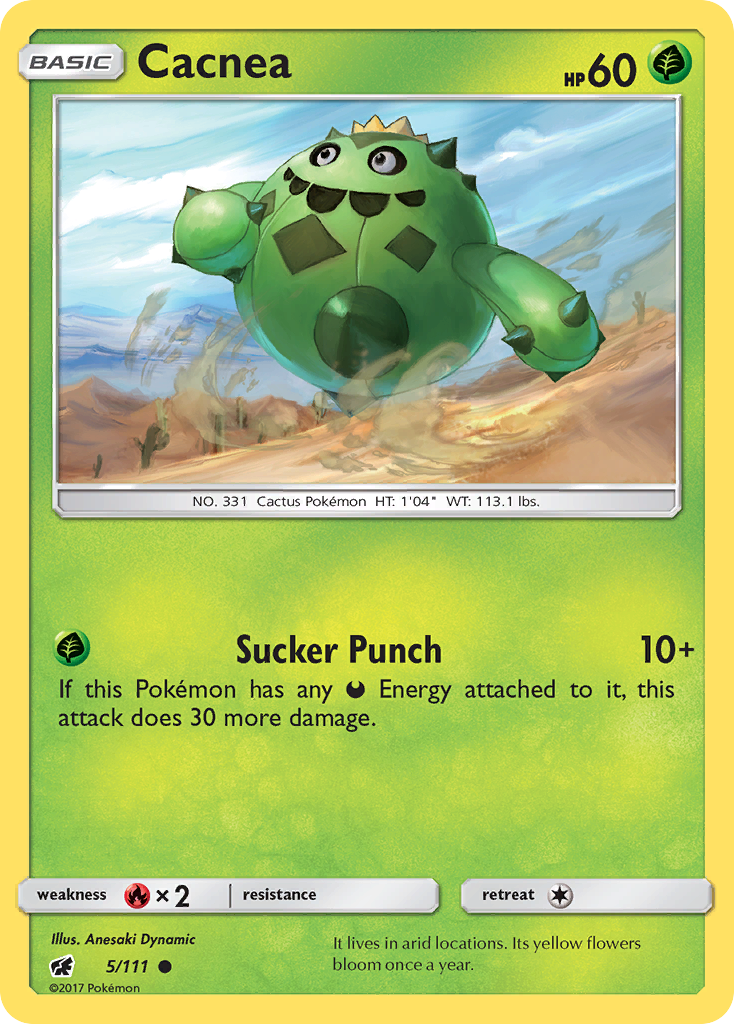 BASIC Cacnea HP60
NO. 331 Cactus Pokémon HT: 1'04" WT: 113.1 lbs.
Sucker Punch 10+
If this Pokémon has any Energy attached to it, this
attack does 30 more damage.
weakness ×2 resistance retreat
Illus. Anesaki Dynamic
5/111
©2017 Pokémon
It lives in arid locations. Its yellow flowers
bloom once a year.